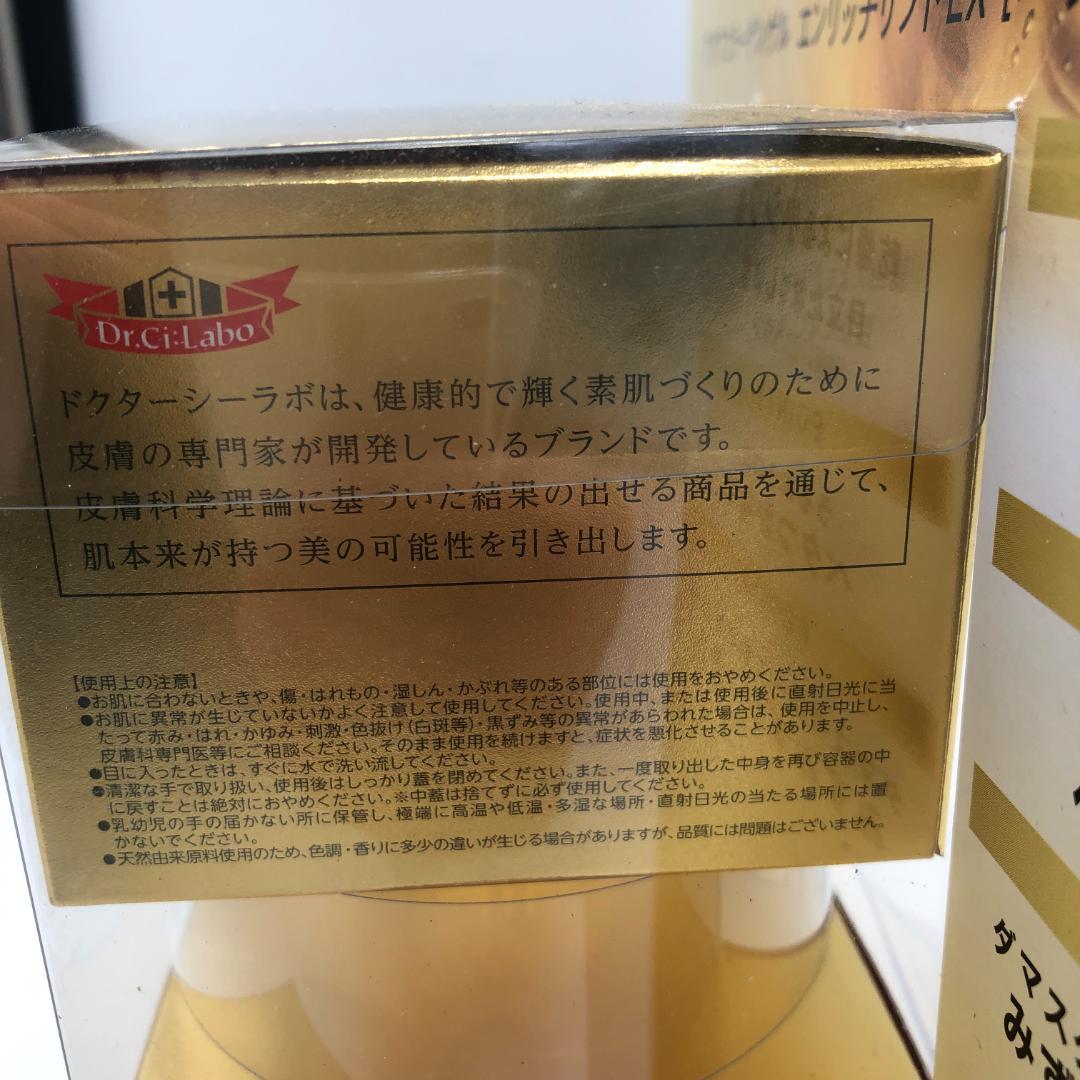 エンリッチリフトEX
Dr.Ci:Labo
ドクターシーラボは、健康的で輝く素肌づくりのために
皮膚の専門家が開発しているブランドです。
皮膚科学理論に基づいた結果の出せる商品を通じて、
肌本来が持つ美の可能性を引き出します。
【使用上の注意】
●お肌に合わないときや、傷・はれもの・湿しん・かぶれ等のある部位には使用をおやめください。
●お肌に異常が生じていないかよく注意して使用してください。使用中、または使用後に直射日光に当
たって赤み・はれ・かゆみ・刺激・色抜け(白斑等)・黒ずみ等の異常があらわれた場合は、使用を中止し、
皮膚科専門医等にご相談ください。そのまま使用を続けますと、症状を悪化させることがあります。
●目に入ったときは、すぐに水で洗い流してください。
●清潔な手で取り扱い、使用後はしっかり蓋を閉めてください。また、一度取り出した中身を再び容器の中
に戻すことは絶対におやめください。※中蓋は捨てずに必ず使用してください。
●乳幼児の手の届かない所に保管し、極端に高温や低温・多湿な場所・直射日光の当たる場所には置
かないでください。
●天然由来原料使用のため、色調・香りに多少の違いが生じる場合がありますが、品質には問題はございません。
ダマス
み